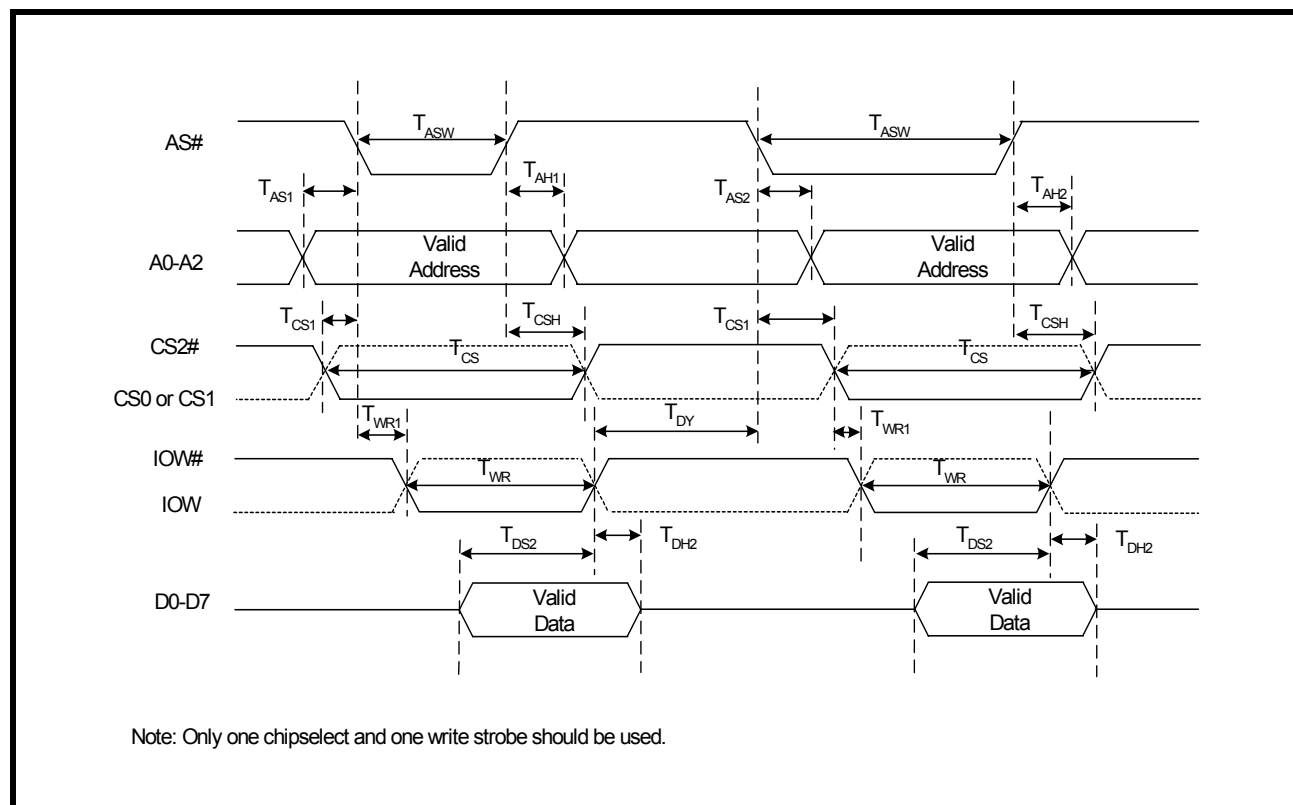 AS#
T_ASW
T_ASW
T_AS1
T_AH1
T_AS2
T_AH2
A0-A2
Valid
Address
Valid
Address
T_CS1
T_CSH
T_CS1
T_CSH
CS2#
T_CS
T_CS
CS0 or CS1
T_WR1
T_DY
T_WR1
IOW#
T_WR
T_WR
IOW
T_DS2
T_DH2
T_DS2
T_DH2
D0-D7
Valid
Data
Valid
Data
Note: Only one chipselect and one write strobe should be used.